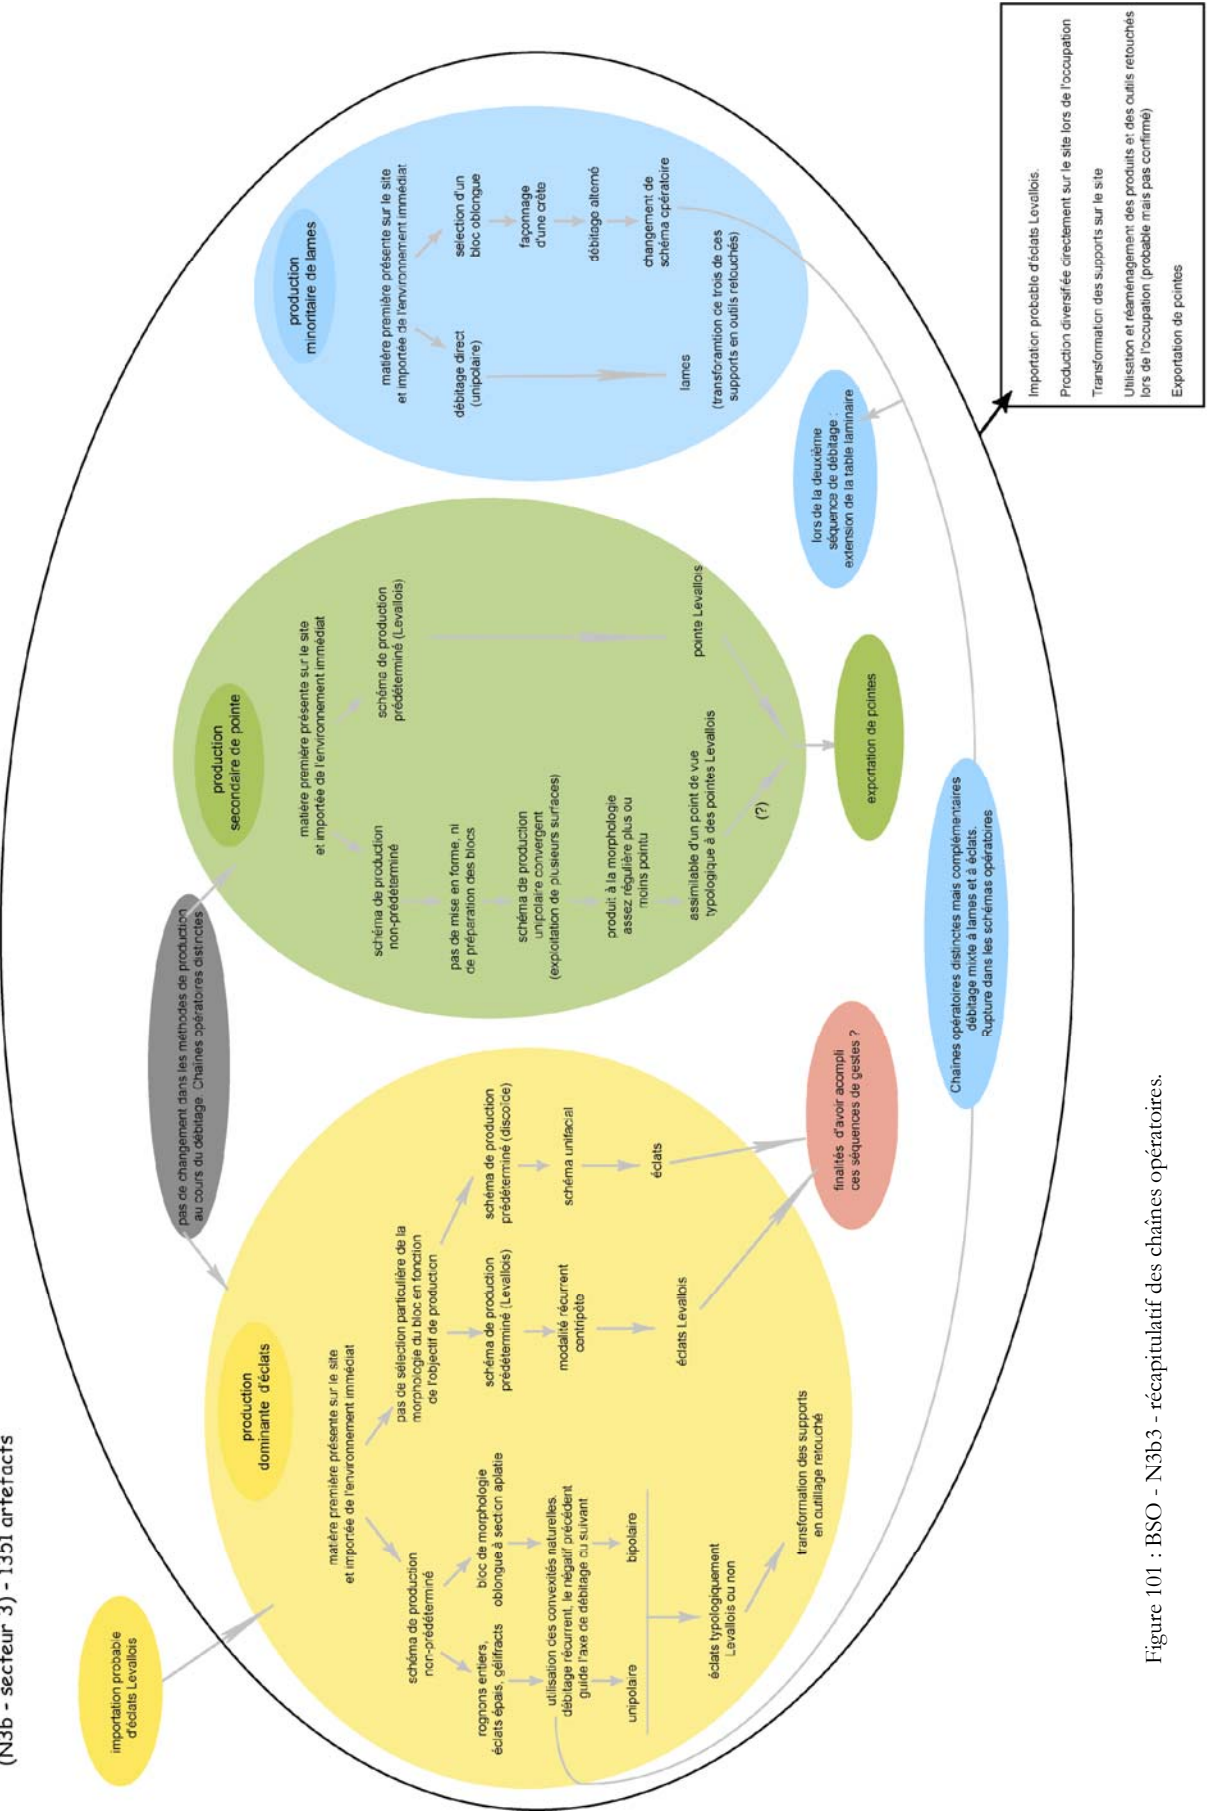 (N3b - secteur 3) - 1351 artefacts
importation probable
d'éclats Levallois
pas de changement dans les méthodes de production
au cours du débitage. Chaînes opératoires distinctes
production
dominante d'éclats
matière première présente sur le site
et importée de l'environnement immédiat
schéma de production
non-prédéterminé
rognons entiers,
éclats épais, gélifracts
bloc de morphologie
oblongue à section aplatie
utilisation des convexités naturelles.
débitage récurrent, le négatif précédent
guide l'axe de débitage du suivant
unipolaire
bipolaire
éclats typologiquement
Levallois ou non
transformation des supports
en outillage retouché
pas de sélection particulière de la
morphologie du bloc en fonction
de l'objectif de production
schéma de production
prédéterminé (Levallois)
modalité récurrent
centripète
éclats Levallois
schéma de production
prédéterminé (discoïde)
schéma unifacial
éclats
finalités d'avoir acompli
ces séquences de gestes ?
production
secondaire de pointe
matière première présente sur le site
et importée de l'environnement immédiat
schéma de production
non-prédéterminé
pas de mise en forme, ni
de préparation des blocs
schéma de production
unipolaire convergent
(exploitation de plusieurs surfaces)
produit à la morphologie
assez régulière plus ou
moins pointu
assimilable d'un point de vue
typologique à des pointes Levallois
(?)
schéma de production
prédéterminé (Levallois)
pointe Levallois
exportation de pointes
production
minoritaire de lames
matière première présente sur le site
et importée de l'environnement immédiat
débitage direct
(unipolaire)
lames
(transforamtion de trois de ces
supports en outils retouchés)
selection d'un
bloc oblongue
façonnage
d'une crête
débitage alterné
changement de
schéma opératoire
lors de la deuxième
séquence de débitage :
extension de la table laminaire
Chaînes opératoires distinctes mais complémentaires
débitage mixte à lames et à éclats.
Rupture dans les schémas opératoires
Importation probable d'éclats Levallois.
Production diversifiée directement sur le site lors de l'occupation
Transformation des supports sur le site
Utilisation et réaménagement des produits et des outils retouchés
lors de l'occupation (probable mais pas confirmé)
Exportation de pointes
Figure 101 : BSO - N3b3 - récapitulatif des chaînes opératoires.